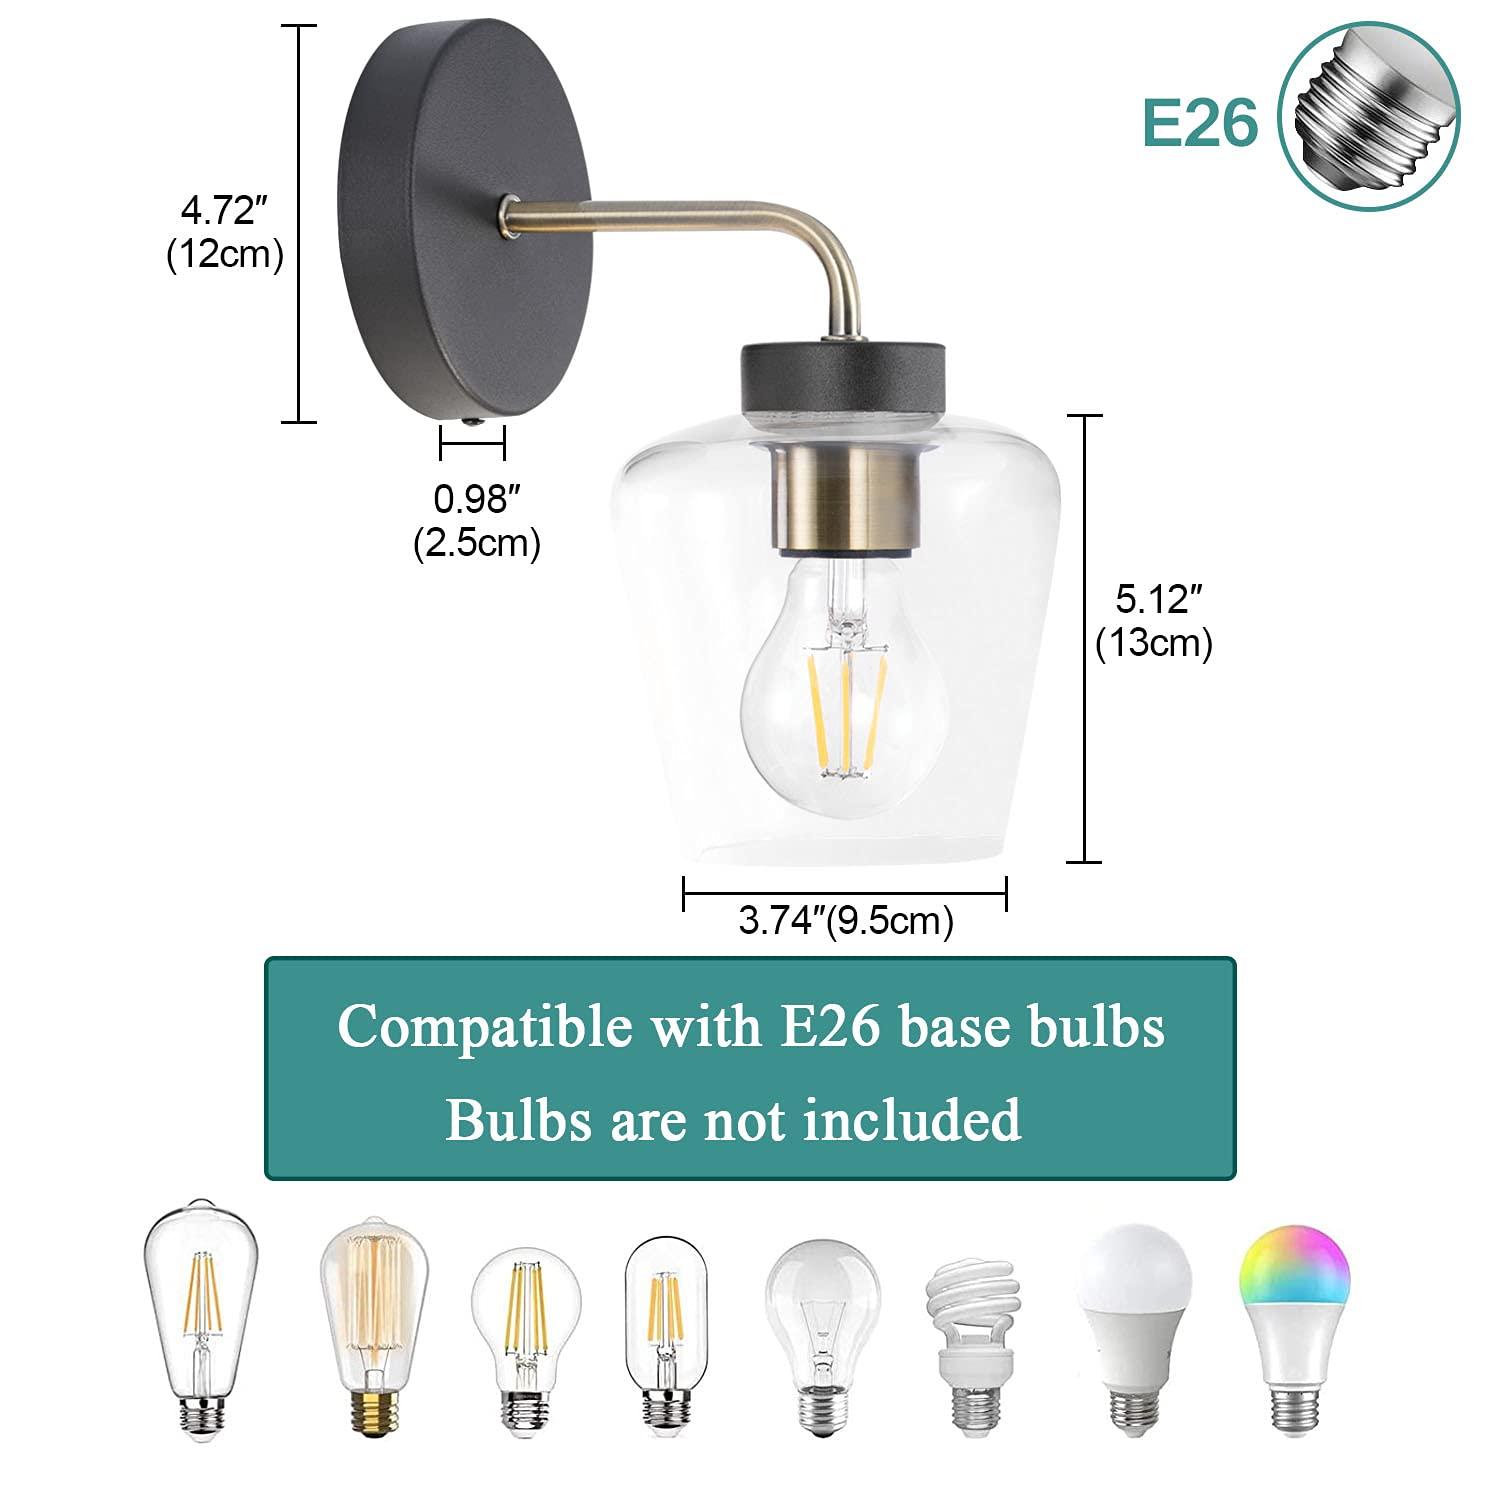 E26
4.72″
(12cm)
0.98″
(2.5cm)
5.12″
(13cm)
3.74″(9.5cm)
Compatible with E26 base bulbs
Bulbs are not included